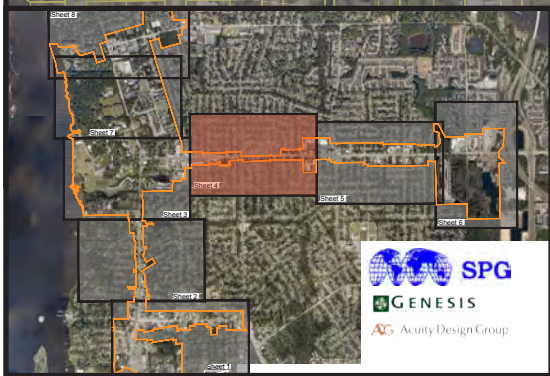 Sheet 8
Sheet 7
Sheet 4
Sheet 5
Sheet 3
Sheet 6
Sheet 2
Sheet 1
SPG
GENESIS
ADG Acuity Design Group